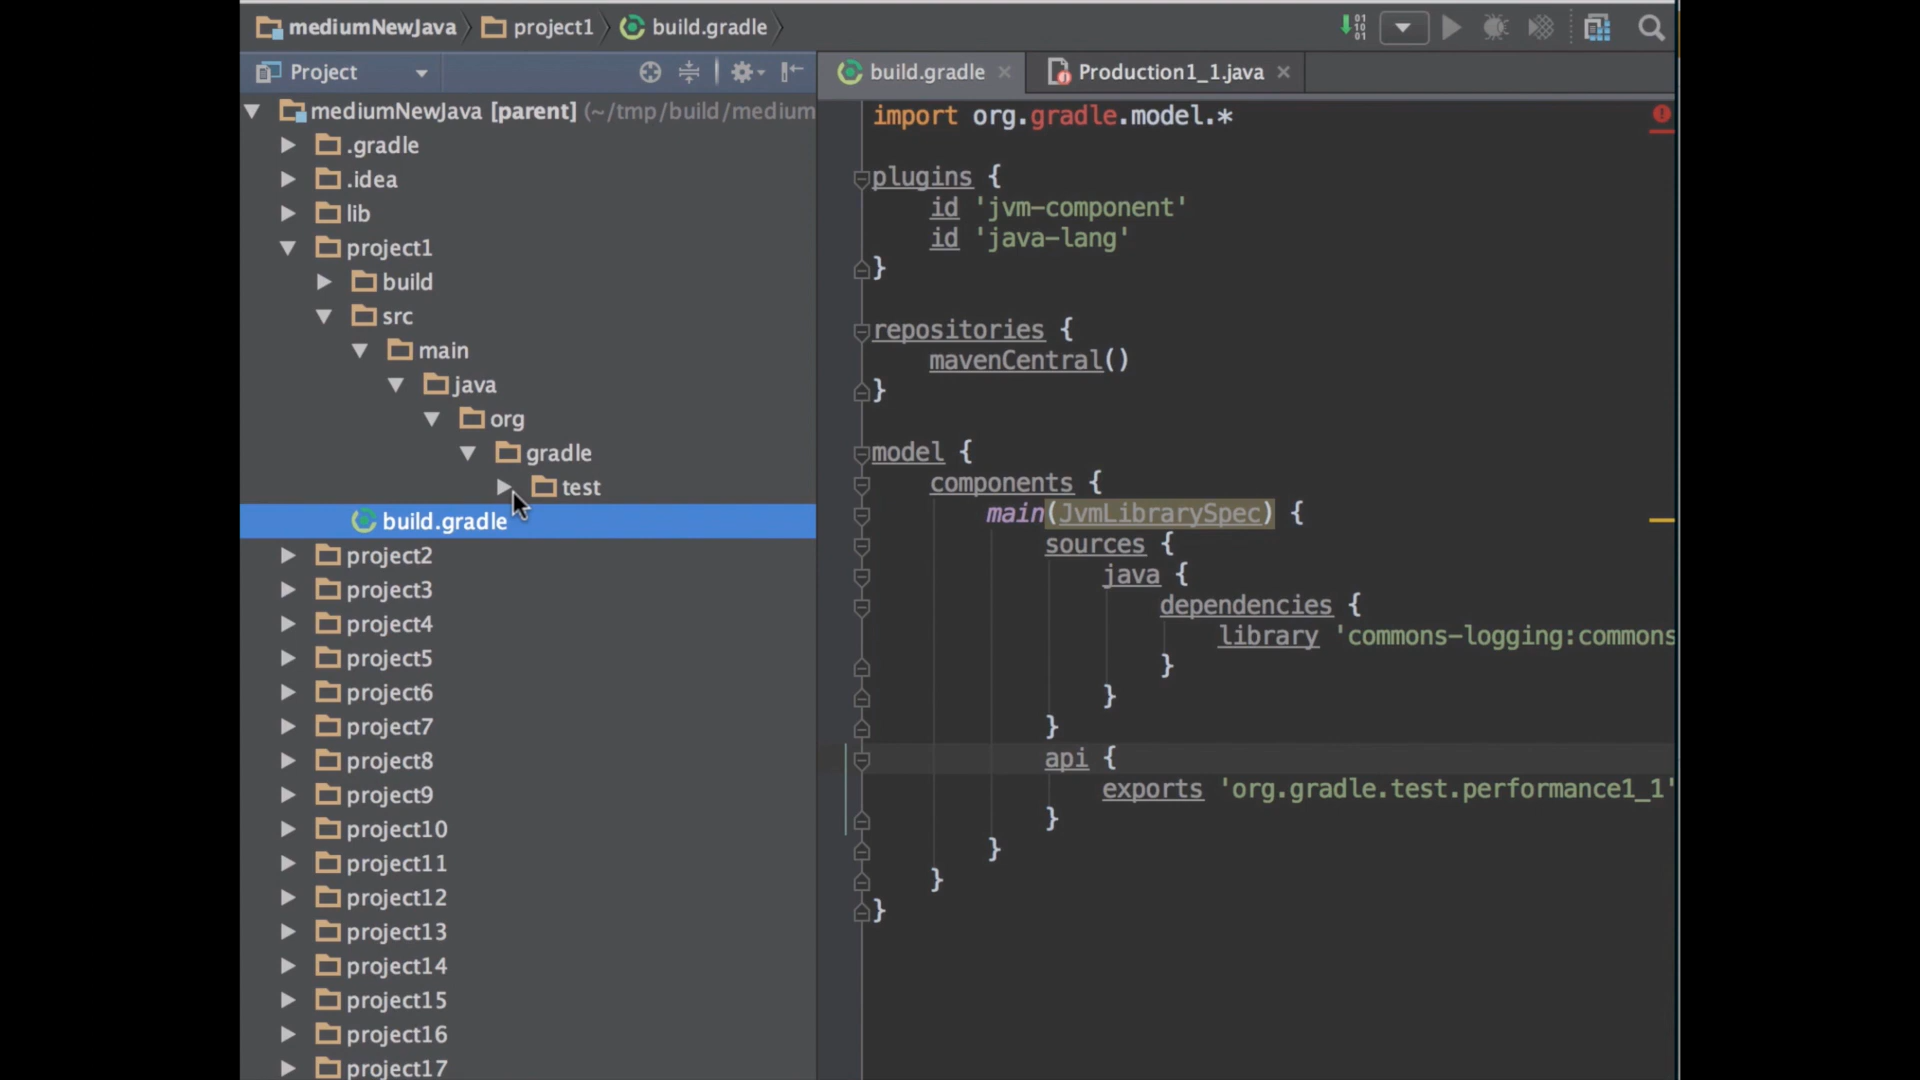 mediumNewJava project1 build.gradle
Project
build.gradle Production1_1.java
mediumNewJava [parent] (~/tmp/build/medium
.gradle
.idea
lib
project1
build
src
main
java
org
gradle
test
build.gradle
project2
project3
project4
project5
project6
project7
project8
project9
project10
project11
project12
project13
project14
project15
project16
project17
import org.gradle.model.*
plugins {
id 'jvm-component'
id 'java-lang'
}
repositories {
mavenCentral()
}
model {
components {
main(JvmLibrarySpec) {
sources {
java {
dependencies {
library 'commons-logging:commons
}
}
}
api {
exports 'org.gradle.test.performance1_1'
}
}
}
}